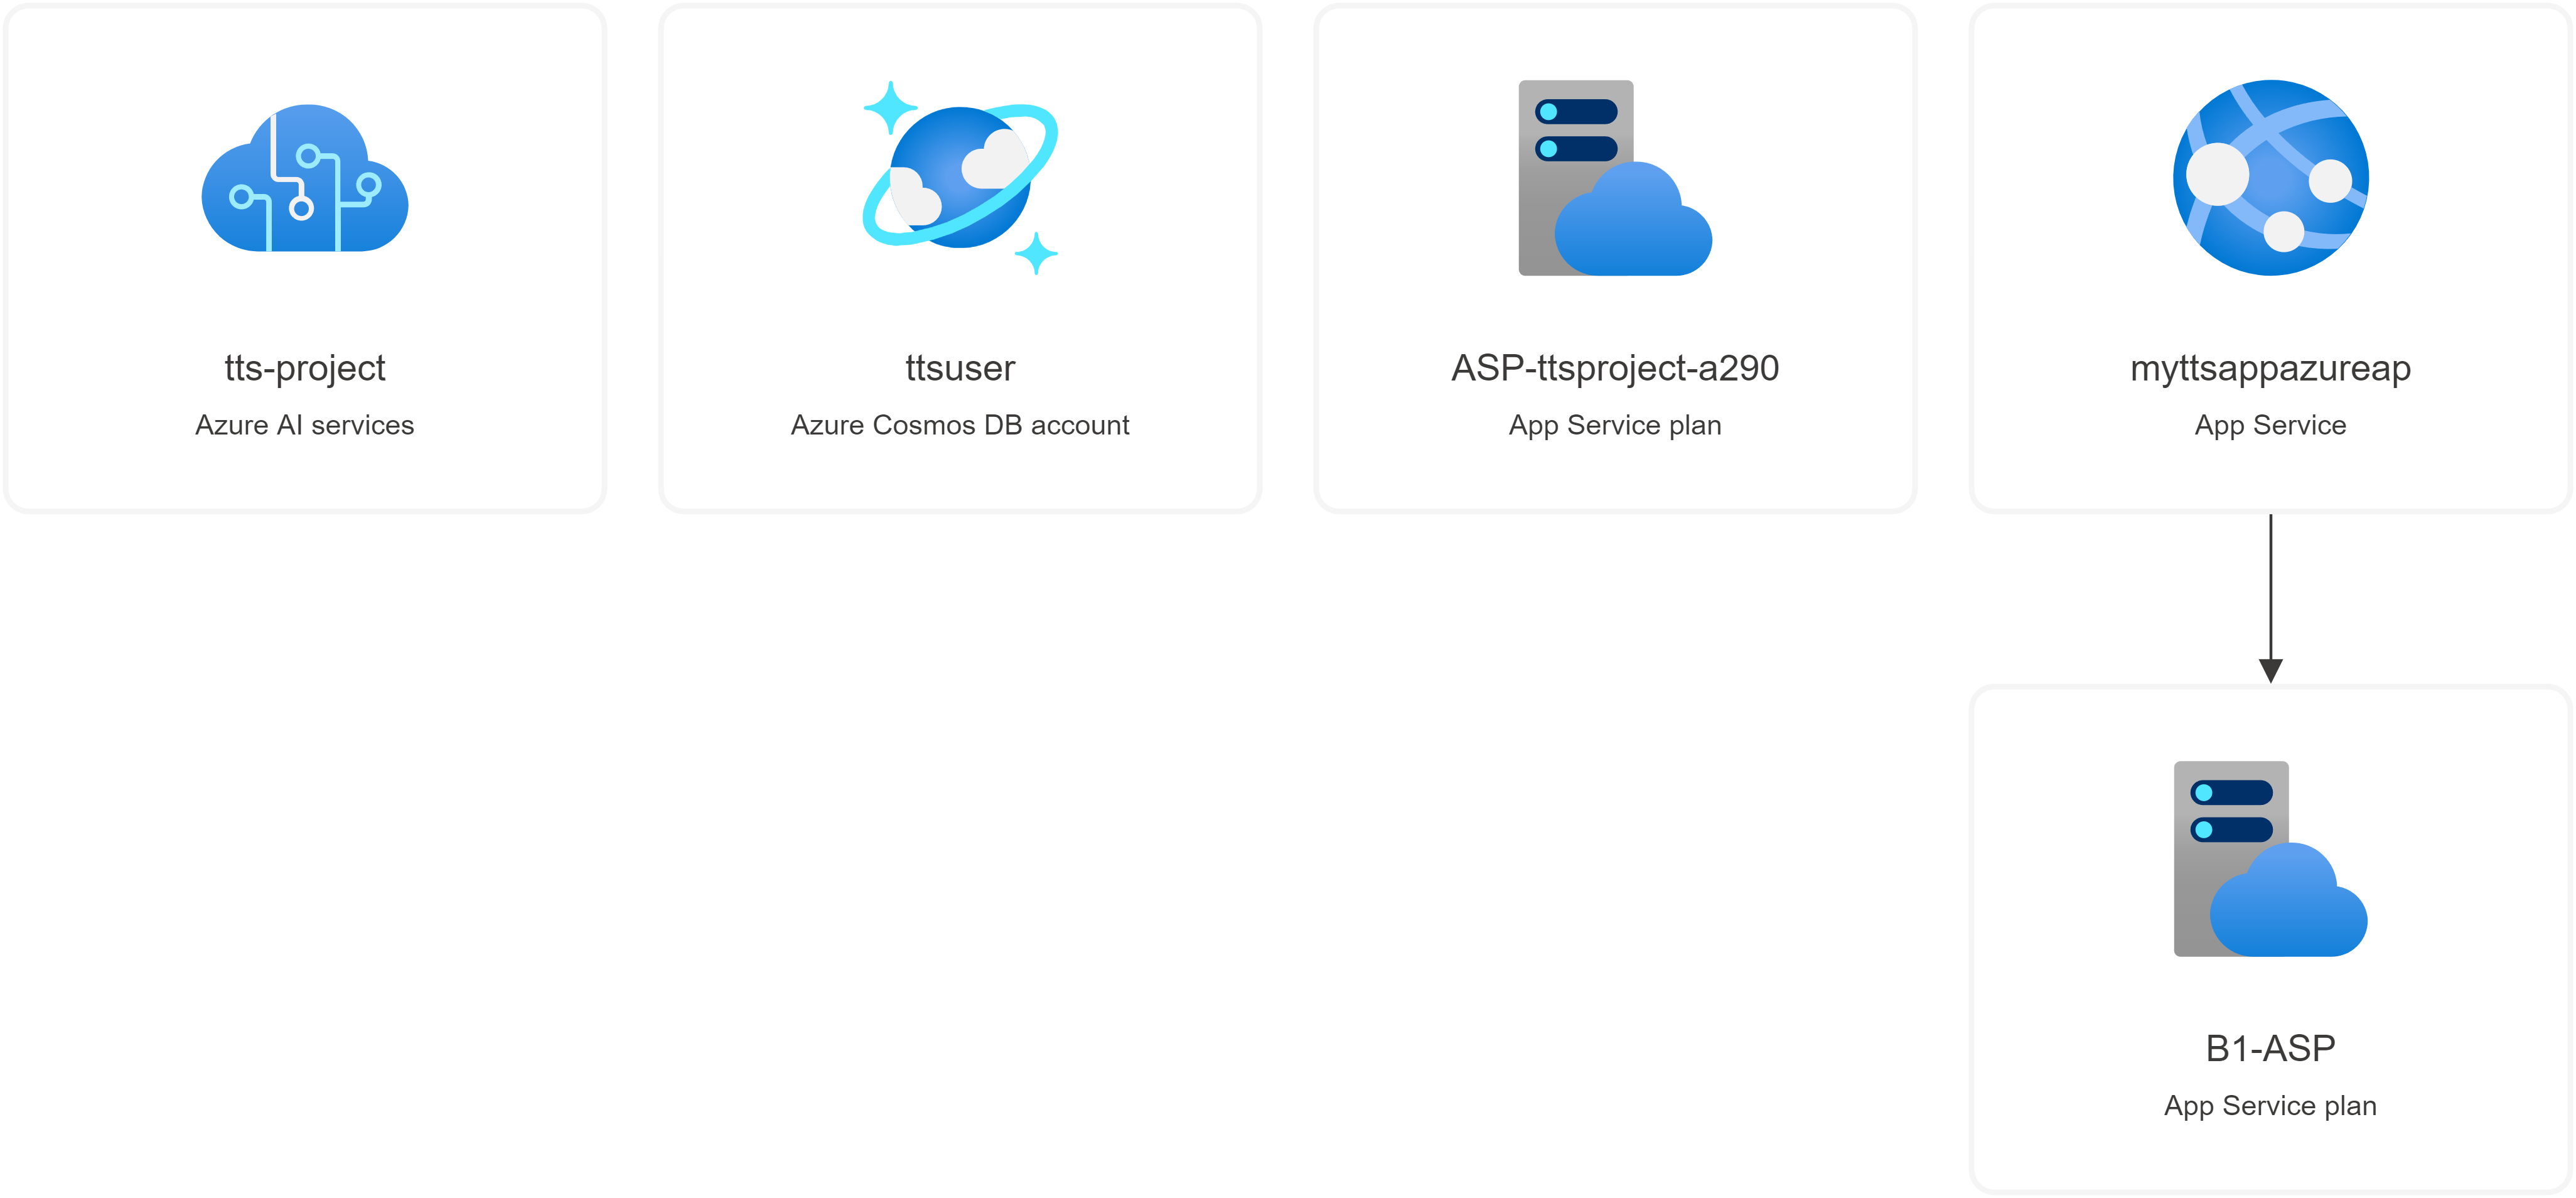 tts-project
Azure AI services
ttsuser
Azure Cosmos DB account
ASP-ttsproject-a290
App Service plan
myttsappazureap
App Service
B1-ASP
App Service plan